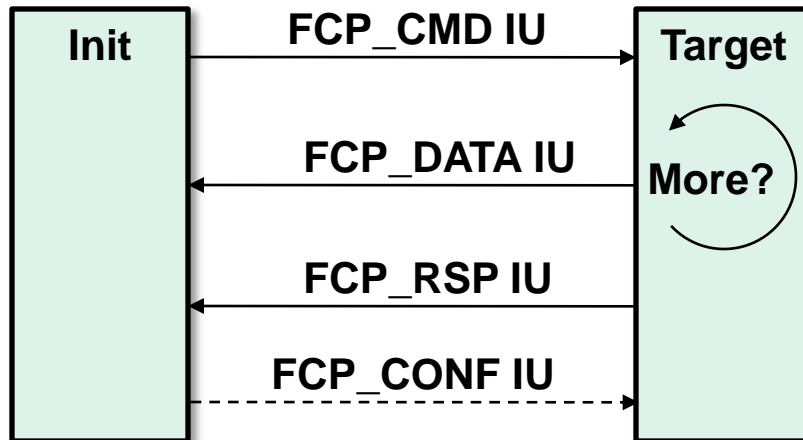 Init
FCP_CMD IU
Target
FCP_DATA IU
More?
FCP_RSP IU
FCP_CONF IU